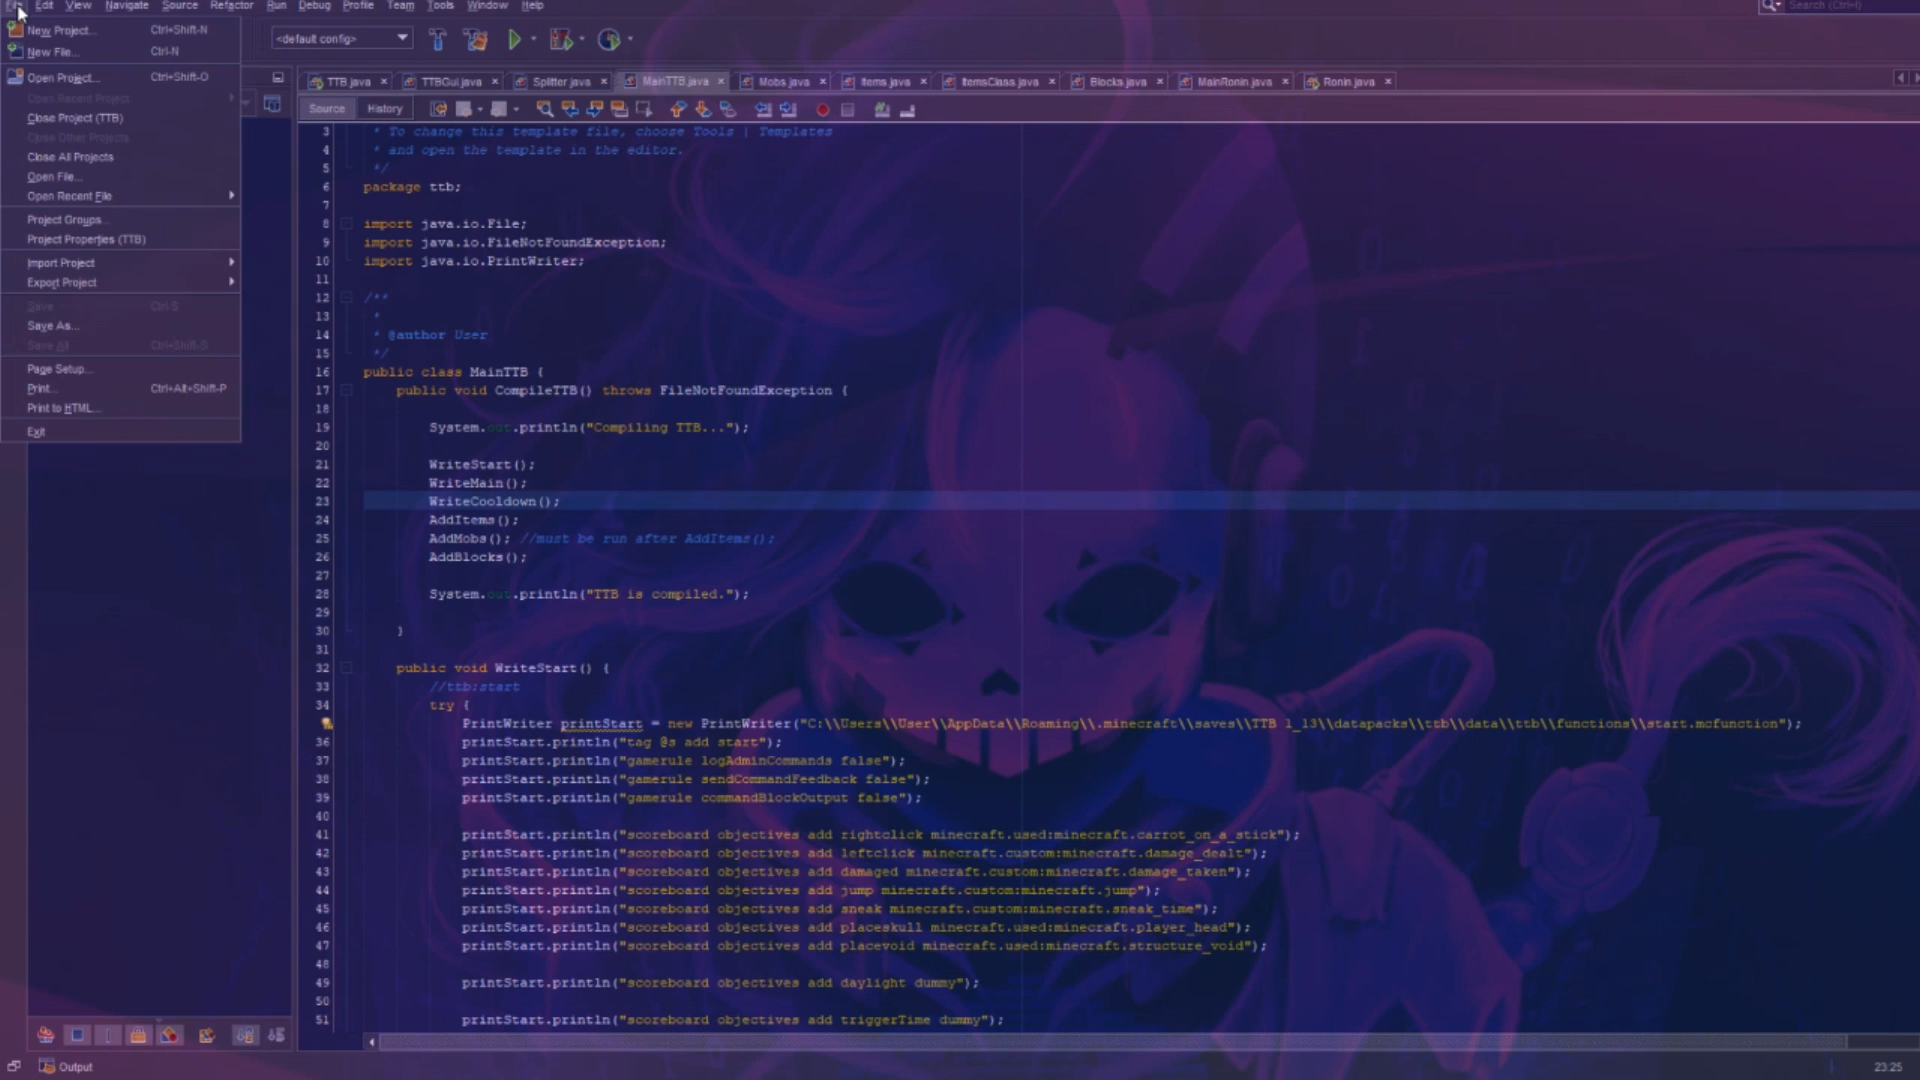 File Edit View Navigate Source Refactor Run Debug Profile Team Tools Window Help
Search (Ctrl+I)
New Project... Ctrl+Shift-N
New File... Ctrl-N
Open Project... Ctrl+Shift-O
Open Recent Project
Close Project (TTB)
Close Other Projects
Close All Projects
Open File...
Open Recent File
Project Groups...
Project Properties (TTB)
Import Project
Export Project
Save Ctrl-S
Save As...
Save All Ctrl+Shift-S
Page Setup...
Print... Ctrl+Alt+Shift-P
Print to HTML...
Exit
<default config>
TTB.java TTBGui.java Splitter.java MainTTB.java Mobs.java Items.java ItemsClass.java Blocks.java MainRonin.java Ronin.java
Source History
3 * To change this template file, choose Tools | Templates
4 * and open the template in the editor.
5 */
6 package ttb;
7
8 import java.io.File;
9 import java.io.FileNotFoundException;
10 import java.io.PrintWriter;
11
12 /**
13 *
14 * @author User
15 */
16 public class MainTTB {
17 public void CompileTTB() throws FileNotFoundException {
18
19 System.out.println("Compiling TTB...");
20
21 WriteStart();
22 WriteMain();
23 WriteCooldown();
24 AddItems();
25 AddMobs(); //must be run after AddItems();
26 AddBlocks();
27
28 System.out.println("TTB is compiled.");
29
30 }
31
32 public void WriteStart() {
33 //ttb:start
34 try {
PrintWriter printStart = new PrintWriter("C:\\Users\\User\\AppData\\Roaming\\.minecraft\\saves\\TTB 1_13\\datapacks\\ttb\\data\\ttb\\functions\\start.mcfunction");
36 printStart.println("tag @s add start");
37 printStart.println("gamerule logAdminCommands false");
38 printStart.println("gamerule sendCommandFeedback false");
39 printStart.println("gamerule commandBlockOutput false");
40
41 printStart.println("scoreboard objectives add rightclick minecraft.used:minecraft.carrot_on_a_stick");
42 printStart.println("scoreboard objectives add leftclick minecraft.custom:minecraft.damage_dealt");
43 printStart.println("scoreboard objectives add damaged minecraft.custom:minecraft.damage_taken");
44 printStart.println("scoreboard objectives add jump minecraft.custom:minecraft.jump");
45 printStart.println("scoreboard objectives add sneak minecraft.custom:minecraft.sneak_time");
46 printStart.println("scoreboard objectives add placeskull minecraft.used:minecraft.player_head");
47 printStart.println("scoreboard objectives add placevoid minecraft.used:minecraft.structure_void");
48
49 printStart.println("scoreboard objectives add daylight dummy");
50
51 printStart.println("scoreboard objectives add triggerTime dummy");
Output
23:25